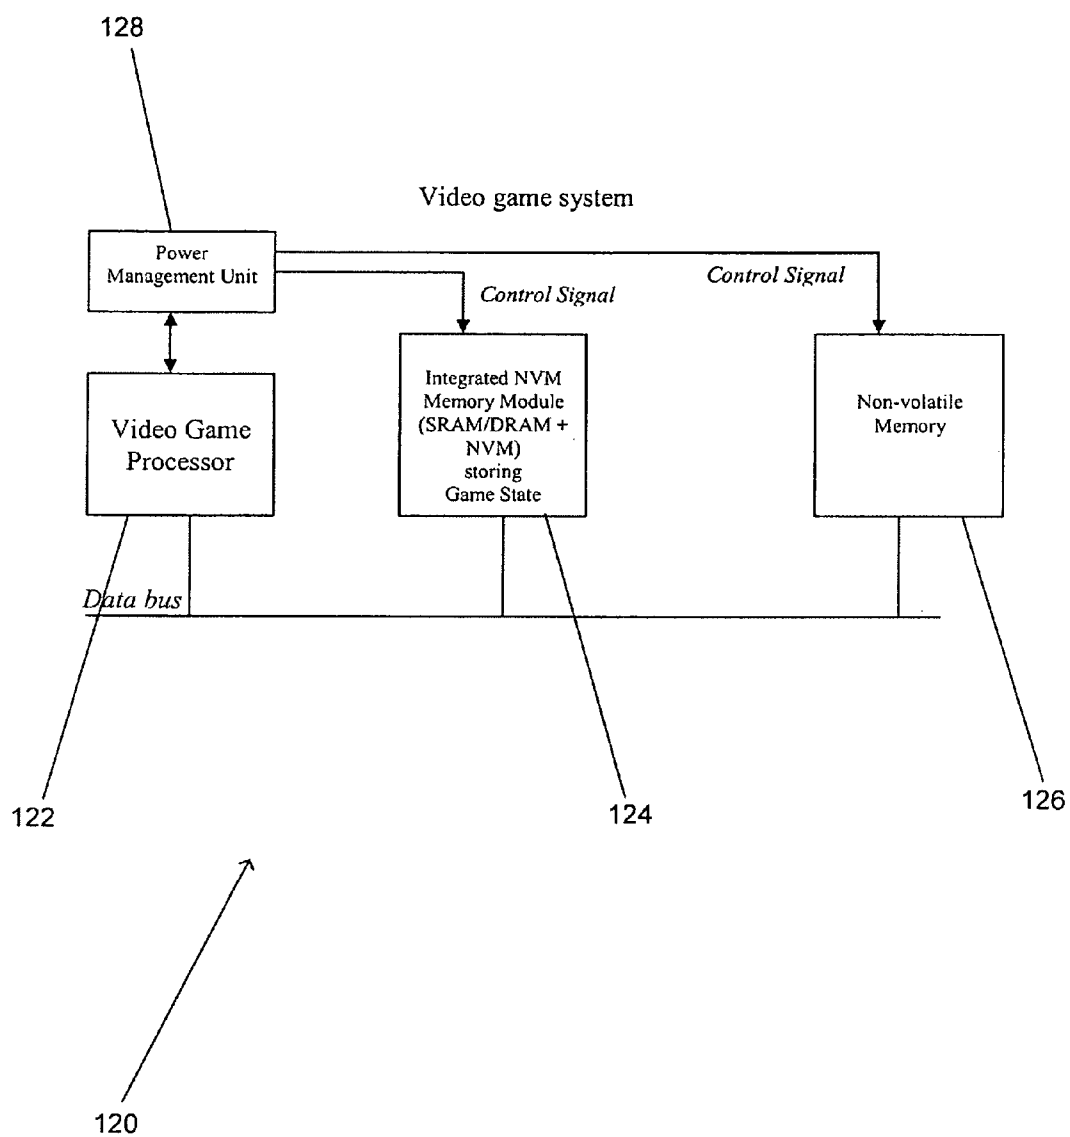 128
Video game system
Power
Management Unit
Control Signal
Control Signal
Video Game
Processor
Integrated NVM
Memory Module
(SRAM/DRAM +
NVM)
storing
Game State
Non-volatile
Memory
Data bus
122
124
126
120